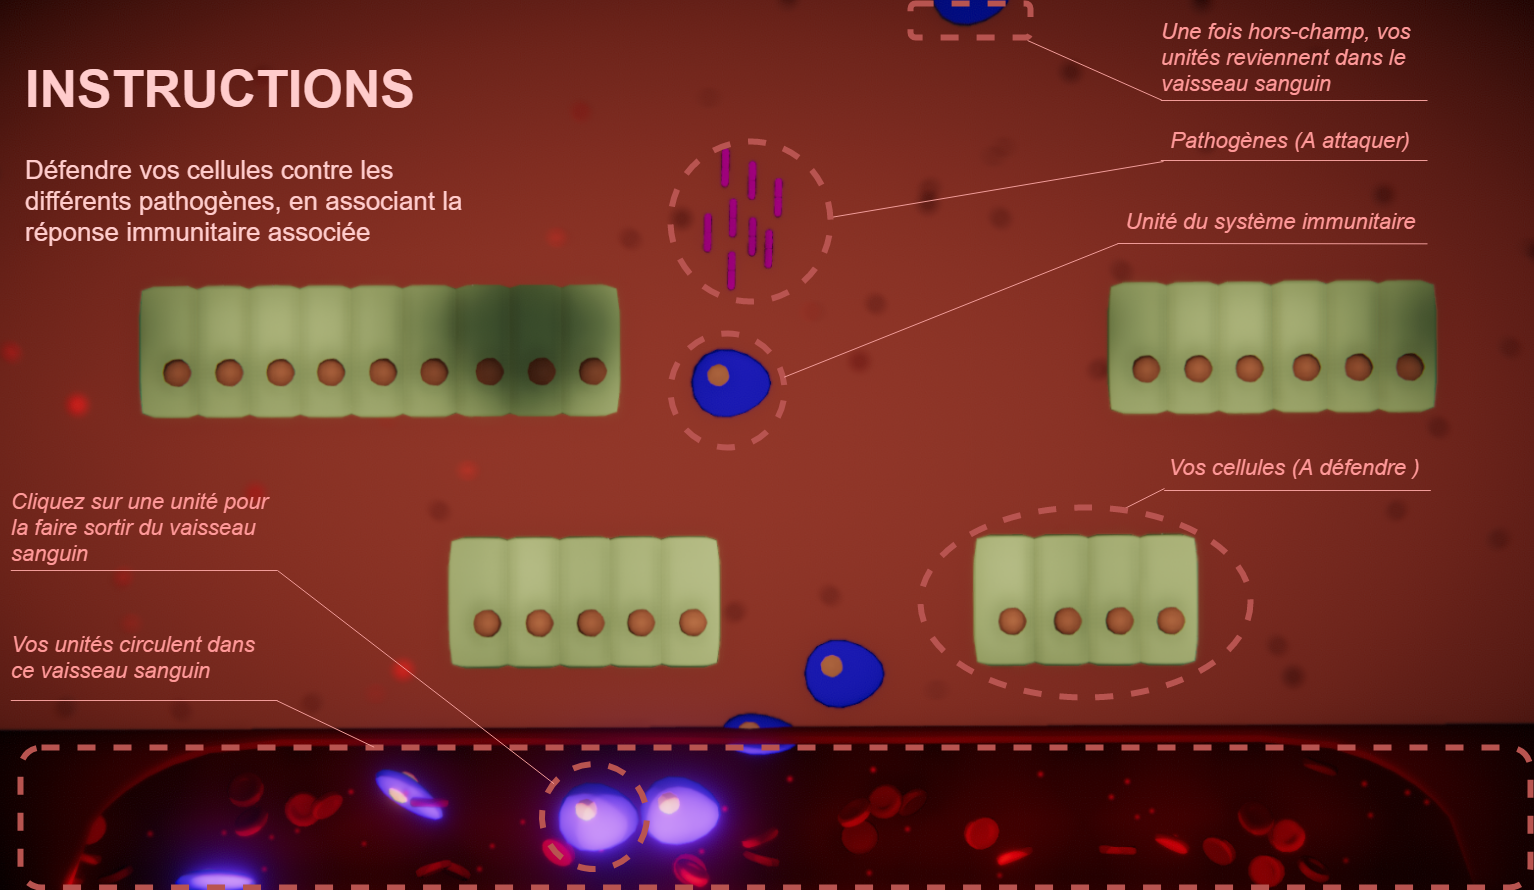 INSTRUCTIONS
Défendre vos cellules contre les
différents pathogènes, en associant la
réponse immunitaire associée
Une fois hors-champ, vos
unités reviennent dans le
vaisseau sanguin
Pathogènes (A attaquer)
Unité du système immunitaire
Vos cellules (A défendre )
Cliquez sur une unité pour
la faire sortir du vaisseau
sanguin
Vos unités circulent dans
ce vaisseau sanguin